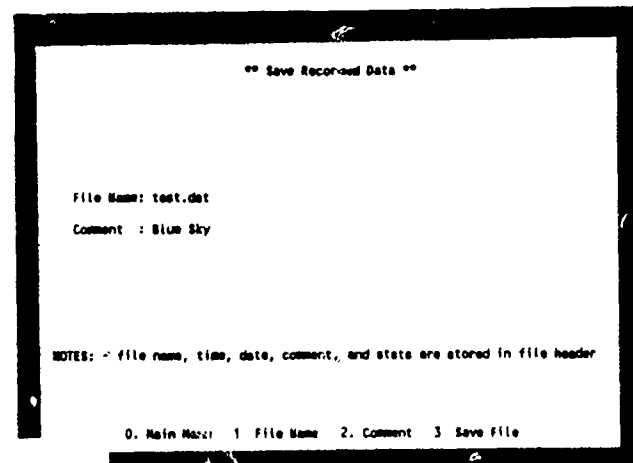 ** Save Recorded Data **
File Name: test.dat
Comment : Blue Sky
NOTES: - file name, time, date, comment, and stats are stored in file header
0. Main Menu 1 File Name 2. Comment 3 Save File